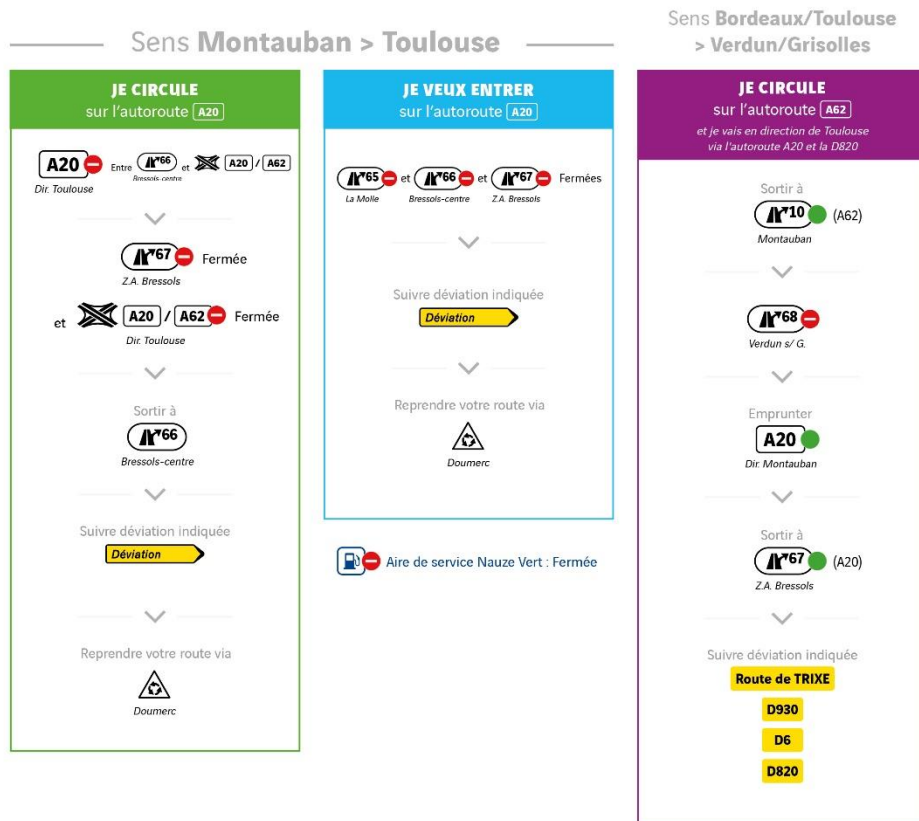 Sens Montauban > Toulouse
JE CIRCULE
sur l'autoroute A20
A20 Entre 66 et A20 / A62
Bressols-centre
Dir. Toulouse
67 Fermée
Z.A. Bressols
et A20 / A62 Fermée
Dir. Toulouse
Sortir à
66
Bressols-centre
Suivre déviation indiquée
Déviation
Reprendre votre route via
Doumerc
JE VEUX ENTRER
sur l'autoroute A20
65 et 66 et 67 Fermées
La Molle Bressols-centre Z.A. Bressols
Suivre déviation indiquée
Déviation
Reprendre votre route via
Doumerc
Aire de service Nauze Vert : Fermée
Sens Bordeaux/Toulouse
> Verdun/Grisolles
JE CIRCULE
sur l'autoroute A62
et je vais en direction de Toulouse
via l'autoroute A20 et la D820
Sortir à
10 (A62)
Montauban
68
Verdun s/ G.
Emprunter
A20
Dir. Montauban
Sortir à
67 (A20)
Z.A. Bressols
Suivre déviation indiquée
Route de TRIXE
D930
D6
D820